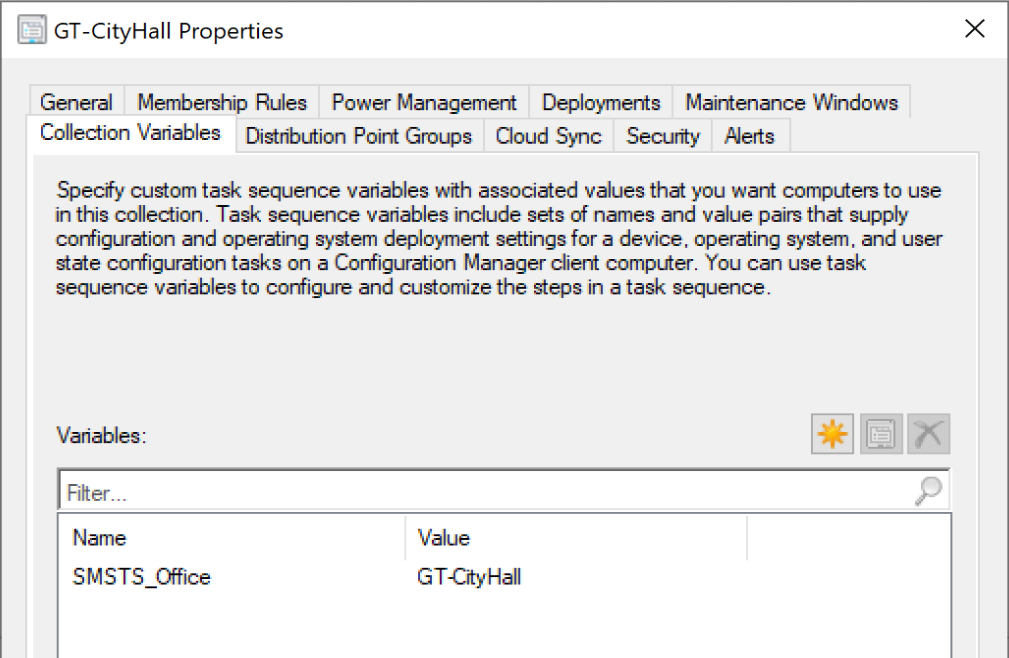 GT-CityHall Properties
General Membership Rules Power Management Deployments Maintenance Windows
Collection Variables Distribution Point Groups Cloud Sync Security Alerts
Specify custom task sequence variables with associated values that you want computers to use
in this collection. Task sequence variables include sets of names and value pairs that supply
configuration and operating system deployment settings for a device, operating system, and user
state configuration tasks on a Configuration Manager client computer. You can use task
sequence variables to configure and customize the steps in a task sequence.
Variables:
Filter...
Name Value
SMSTS_Office GT-CityHall